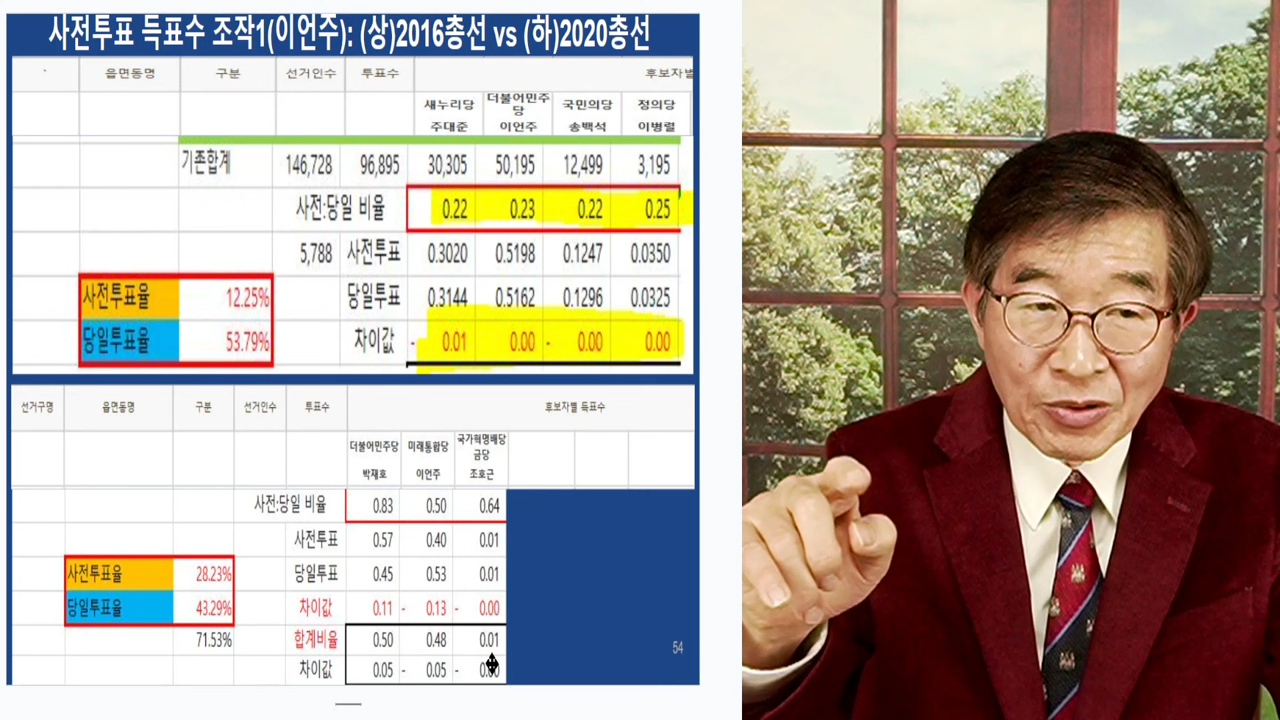 사전투표 득표수 조작1(이언주): (상)2016총선 vs (하)2020총선
읍면동명 구분 선거인수 투표수 후보자별
새누리당 더불어민주당 국민의당 정의당
주대준 이언주 송백석 이병렬
기존합계 146,728 96,895 30,305 50,195 12,499 3,195
사전:당일 비율 0.22 0.23 0.22 0.25
5,788 사전투표 0.3020 0.5198 0.1247 0.0350
사전투표율 12.25% 당일투표 0.3144 0.5162 0.1296 0.0325
당일투표율 53.79% 차이값 - 0.01 0.00 - 0.00 0.00
선거구명 읍면동명 구분 선거인수 투표수 후보자별 득표수
더불어민주당 미래통합당 국가혁명배당금당
박재호 이언주 조호근
사전:당일 비율 0.83 0.50 0.64
사전투표 0.57 0.40 0.01
사전투표율 28.23% 당일투표 0.45 0.53 0.01
당일투표율 43.29% 차이값 0.11 - 0.13 - 0.00
71.53% 합계비율 0.50 0.48 0.01
차이값 0.05 - 0.05 - 0.00
54